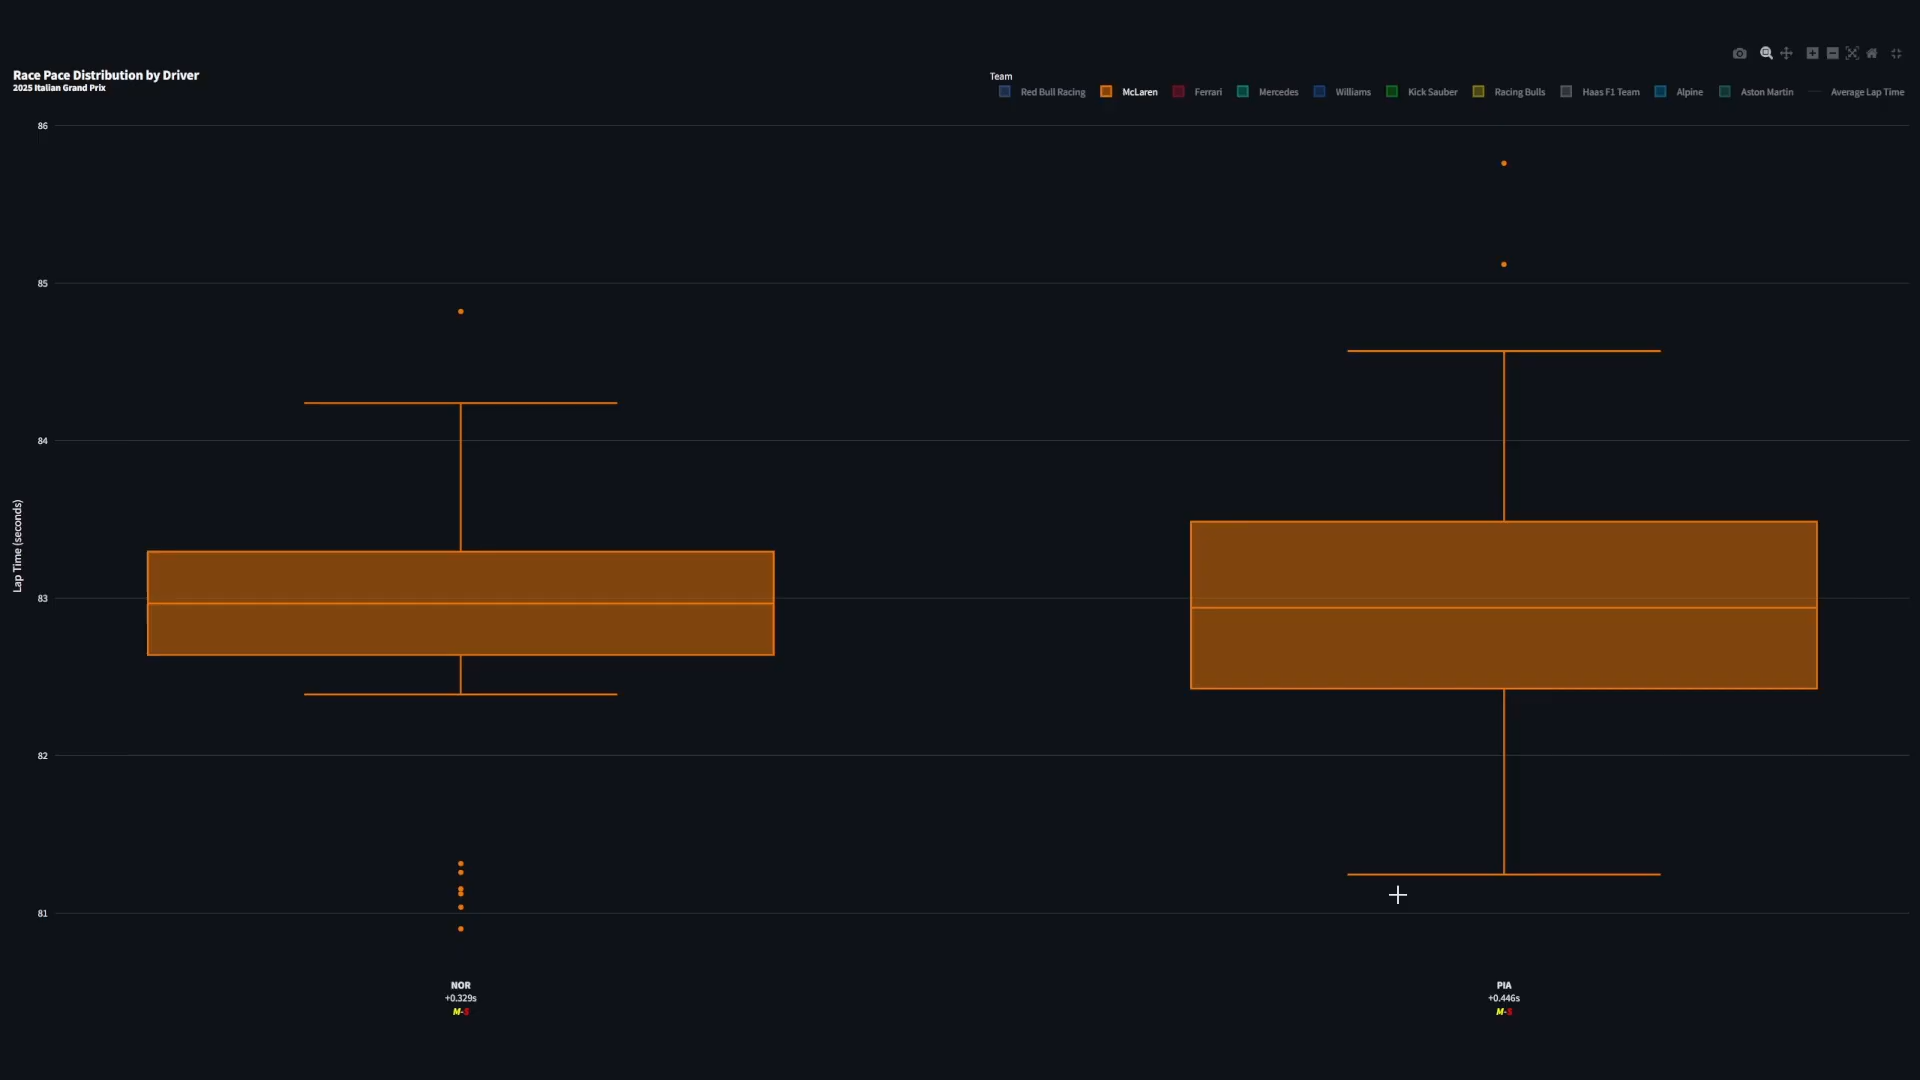 Race Pace Distribution by Driver
2025 Italian Grand Prix
Team
Red Bull Racing McLaren Ferrari Mercedes Williams Kick Sauber Racing Bulls Haas F1 Team Alpine Aston Martin Average Lap Time
86
85
84
83
82
81
Lap Time (seconds)
NOR
+0.329s
M-S
PIA
+0.446s
M-S